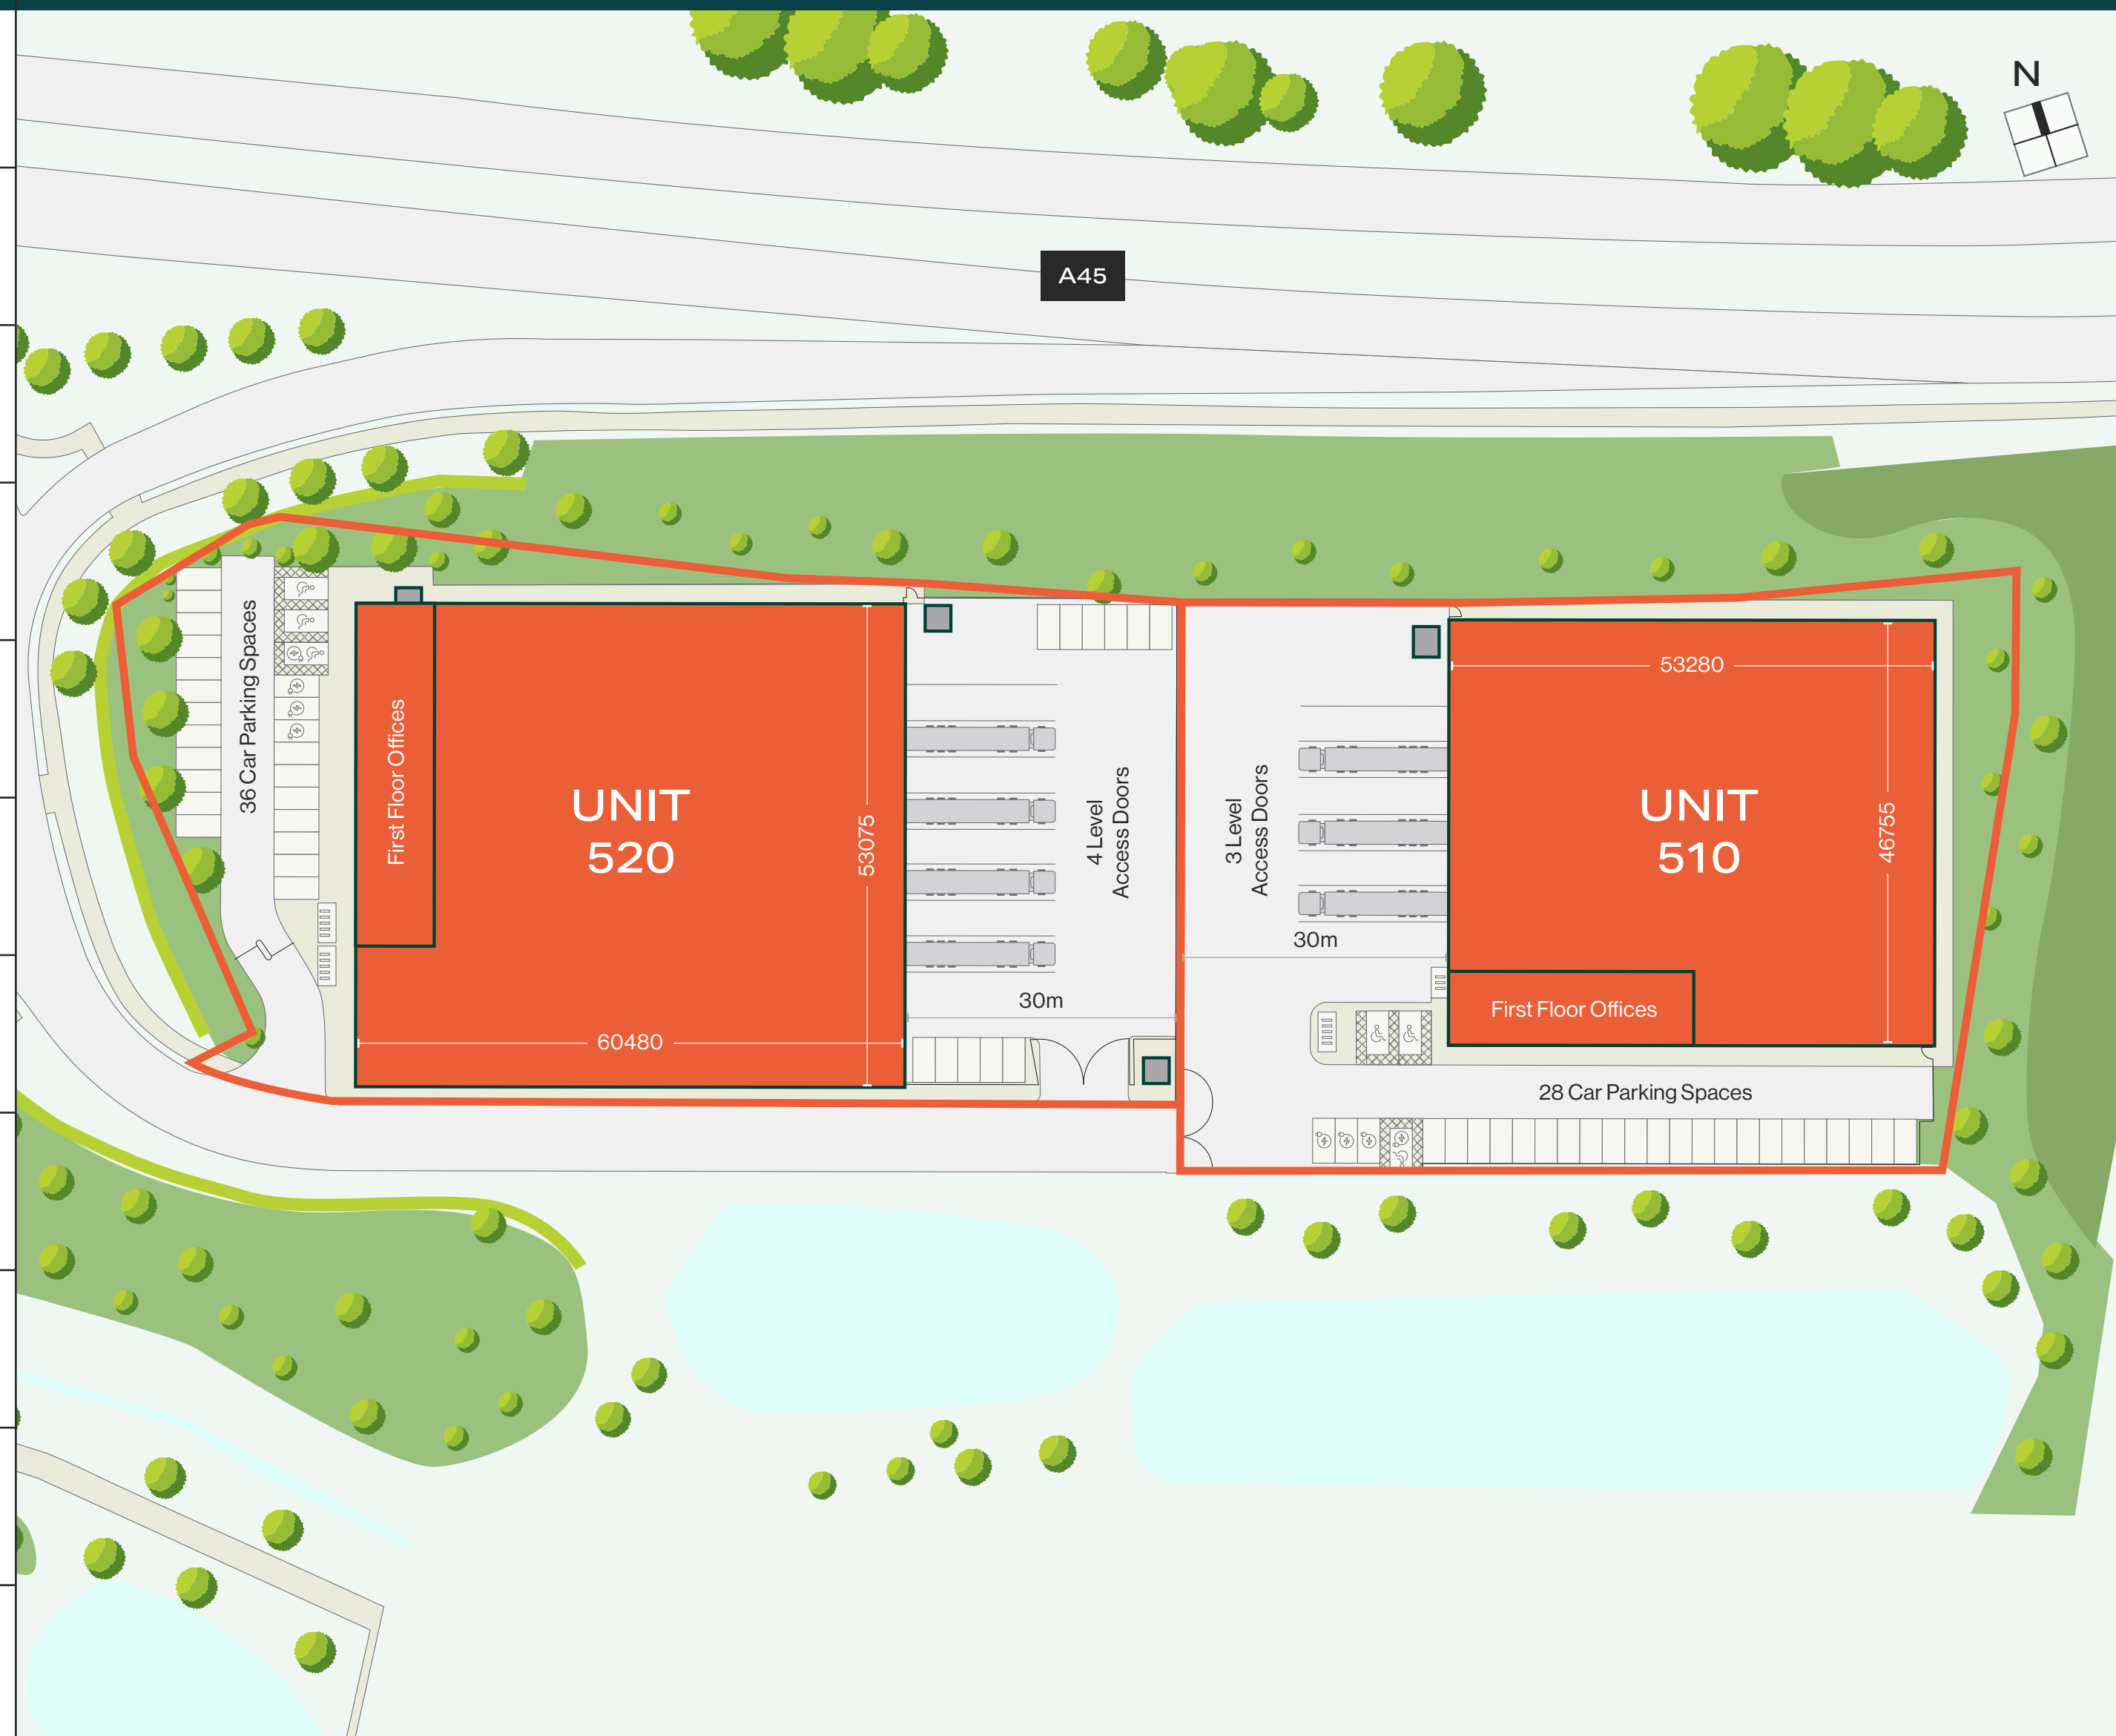 N
A45
36 Car Parking Spaces
First Floor Offices
UNIT
520
53075
60480
4 Level
Access Doors
30m
3 Level
Access Doors
30m
53280
UNIT
510
46755
First Floor Offices
28 Car Parking Spaces